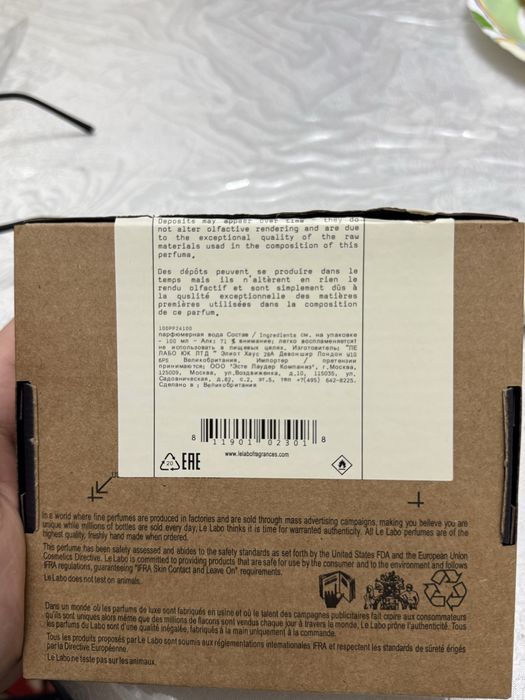 Deposits may appear over time - they do
not alter olfactive rendering and are due
to the exceptional quality of the raw
materials usad in the composition of this
perfuma.
Des dépôts peuvent se produire dans le
temps mais ils n'altèrent en rien le
rendu olfactif et sont simplement dûs à
la quslité exceptionnelle des matières
premières utilisées dans la composition
de ce parfum.
100PP24100
парфюмерная вода Состав / Ingredients см. на упаковке
- 100 мл - Алк: 71 % внимание: легко воспламеняется
не использовать в пищевых целях. Изготовитель: "ЛЕ
ЛАБО ЮК ЛТД " Элиот Хаус 28А Девоншир Лондон
6PS Великобритания. Импортер / претензии
принимаются: ООО "Эсте Лаудер Компаниз", г.Москва,
125009, Москва, ул.Воздвиженка, д.10, 115035, ул.
Садовническая, д.82, с.2, эт.6, тел +7(495) 642-8225.
Сделано в : Великобритания
8 11901 02301 8
20
EAC
www.lelabofragrances.com
In a world where fine perfumes are produced in factories and are sold through mass advertising campaigns, making you believe you are
unique while millions of bottles are sold every day, Le Labo thinks it is time for warranted authenticity. All Le Labo perfumes are of the
highest quality, freshly hand made when ordered.
This perfume has been safety assessed and abides to the safety standards as set forth by the United States FDA and the European Union
Cosmetics Directive. Le Labo is committed to providing products that are safe for use by the consumer and to the environment and follows
IFRA regulations, guaranteeing "IFRA Skin Contact and Leave On" requirements.
Le Labo does not test on animals.
Dans un monde où les parfums de luxe sont fabriqués en usine et où le talent des campagnes publicitaires fait croire aux consommateurs
qu'ils sont uniques alors même que des millions de flacons sont vendus chaque jour à travers le monde, Le Labo prône l'authenticité. Tous
les parfums du Labo sont d'une qualité inégalée, fabriqués à la main uniquement à la commande.
Tous les produits proposés par Le Labo sont soumis aux réglementations internationales IFRA et respectent les standards de sûreté érigés
par la Directive Européenne.
Le Labo ne teste pas sur les animaux.